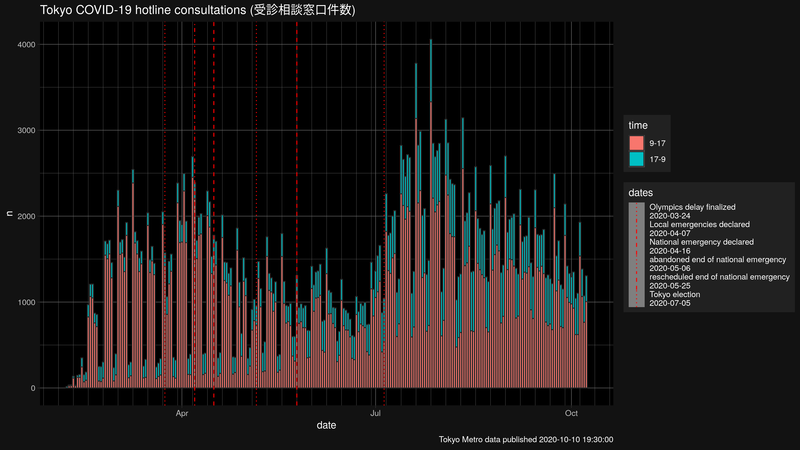 Tokyo COVID-19 hotline consultations (受診相談窓口件数)
4000
3000
2000
1000
0
n
Apr
Jul
Oct
date
time
9-17
17-9
dates
Olympics delay finalized
2020-03-24
Local emergencies declared
2020-04-07
National emergency declared
2020-04-16
abandoned end of national emergency
2020-05-06
rescheduled end of national emergency
2020-05-25
Tokyo election
2020-07-05
Tokyo Metro data published 2020-10-10 19:30:00